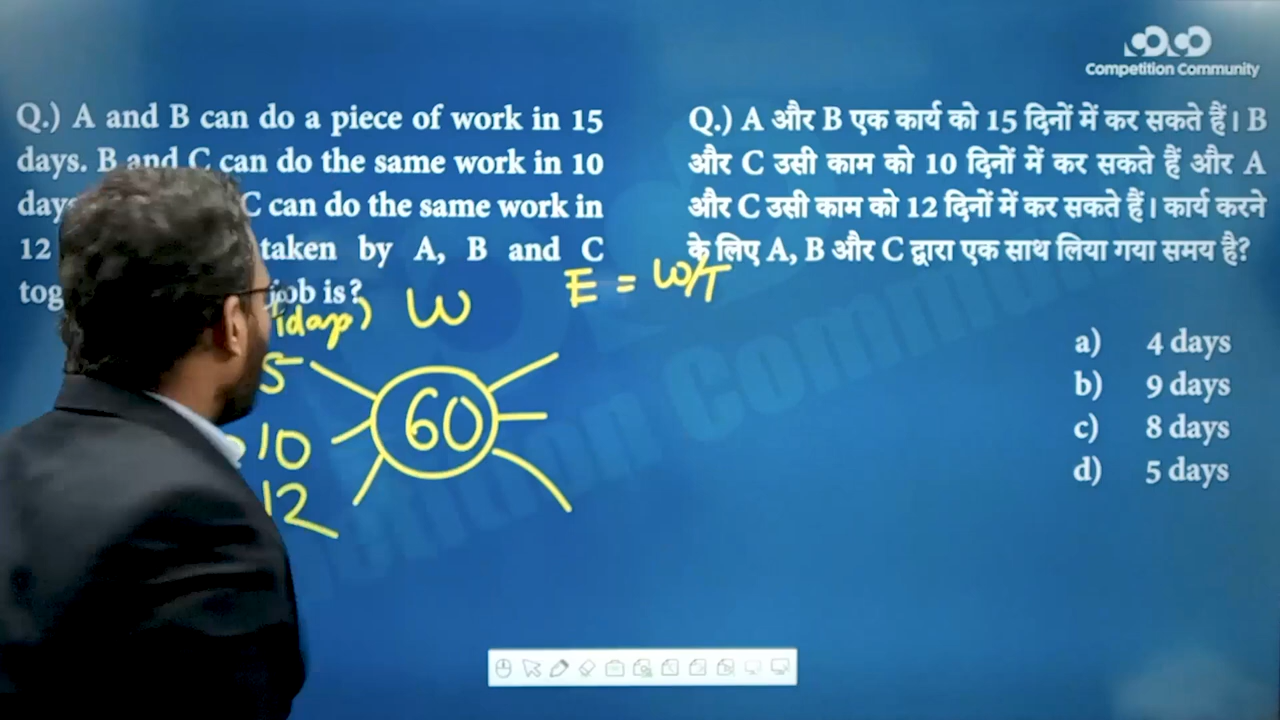 Competition Community
Q.) A and B can do a piece of work in 15
days. B and C can do the same work in 10
C can do the same work in
12 taken by A, B and C
job is?
Q.) A और B एक कार्य को 15 दिनों में कर सकते हैं। B
और C उसी काम को 10 दिनों में कर सकते हैं और A
और C उसी काम को 12 दिनों में कर सकते हैं। कार्य करने
के लिए A, B और C द्वारा एक साथ लिया गया समय है?
E = W/T
W
5
10
12
60
a) 4 days
b) 9 days
c) 8 days
d) 5 days